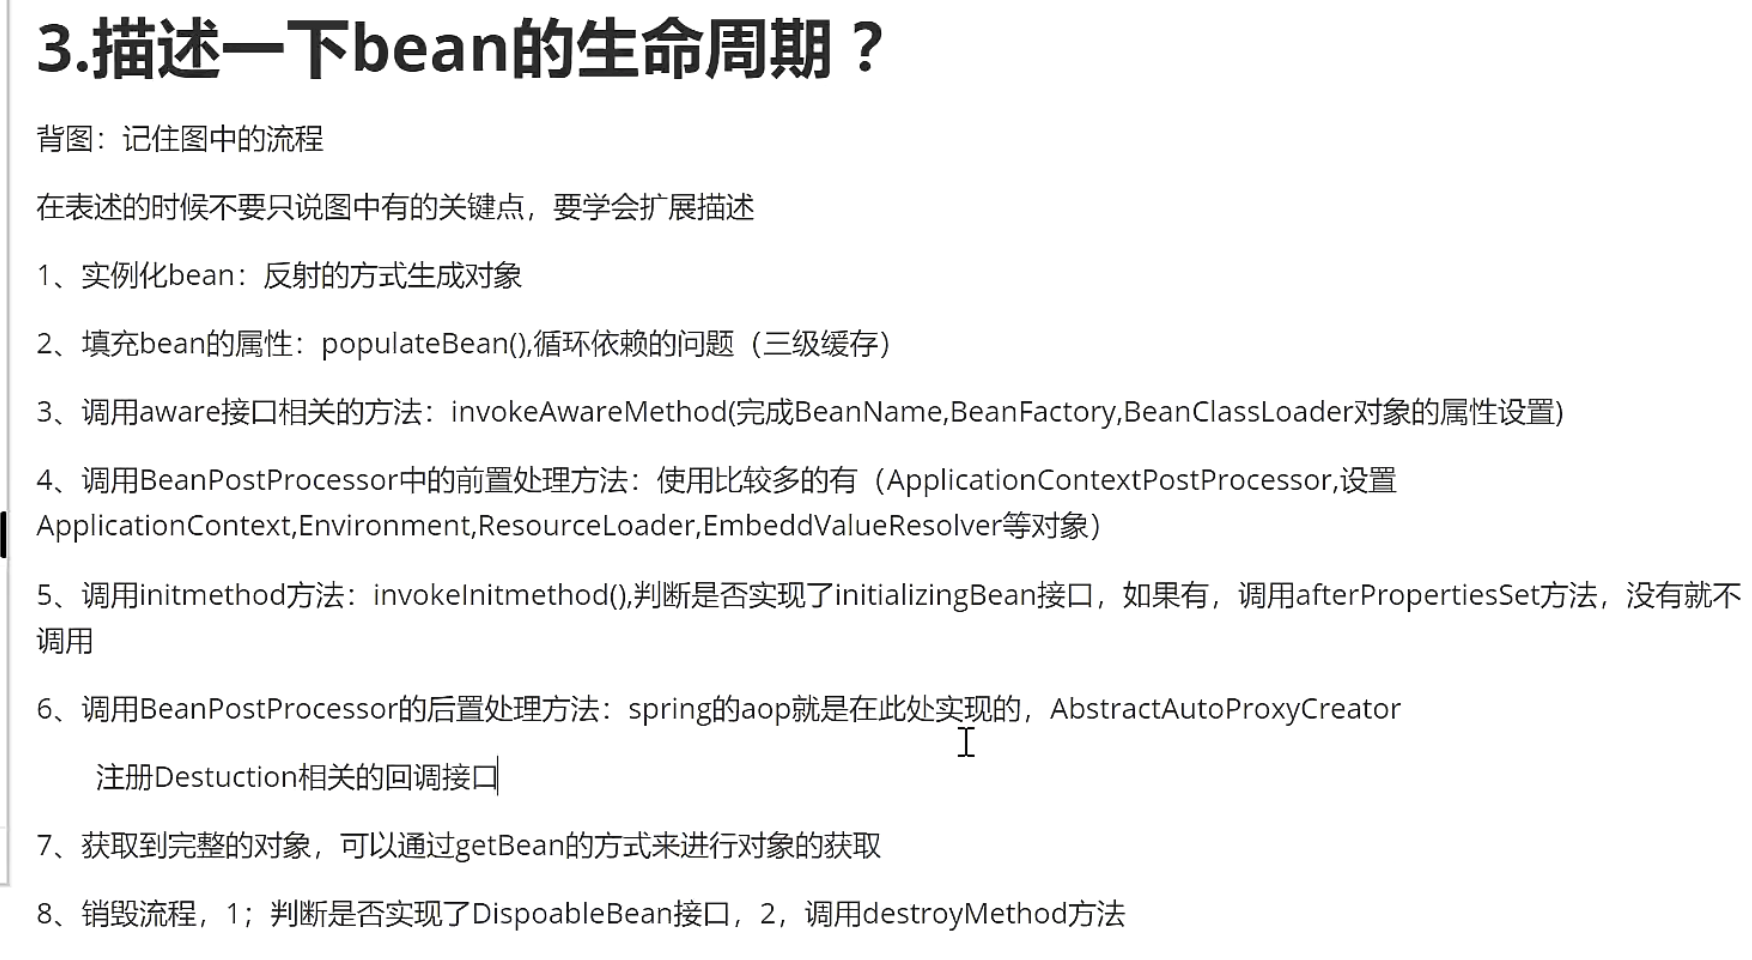 3.描述一下bean的生命周期？
背图：记住图中的流程
在表述的时候不要只说图中有的关键点，要学会扩展描述
1、实例化bean：反射的方式生成对象
2、填充bean的属性：populateBean(),循环依赖的问题（三级缓存）
3、调用aware接口相关的方法：invokeAwareMethod(完成BeanName,BeanFactory,BeanClassLoader对象的属性设置)
4、调用BeanPostProcessor中的前置处理方法：使用比较多的有（ApplicationContextPostProcessor,设置
ApplicationContext,Environment,ResourceLoader,EmbeddValueResolver等对象）
5、调用initmethod方法：invokeInitmethod(),判断是否实现了initializingBean接口，如果有，调用afterPropertiesSet方法，没有就不
调用
6、调用BeanPostProcessor的后置处理方法：spring的aop就是在此处实现的，AbstractAutoProxyCreator
注册Destuction相关的回调接口
7、获取到完整的对象，可以通过getBean的方式来进行对象的获取
8、销毁流程，1；判断是否实现了DispoableBean接口，2，调用destroyMethod方法